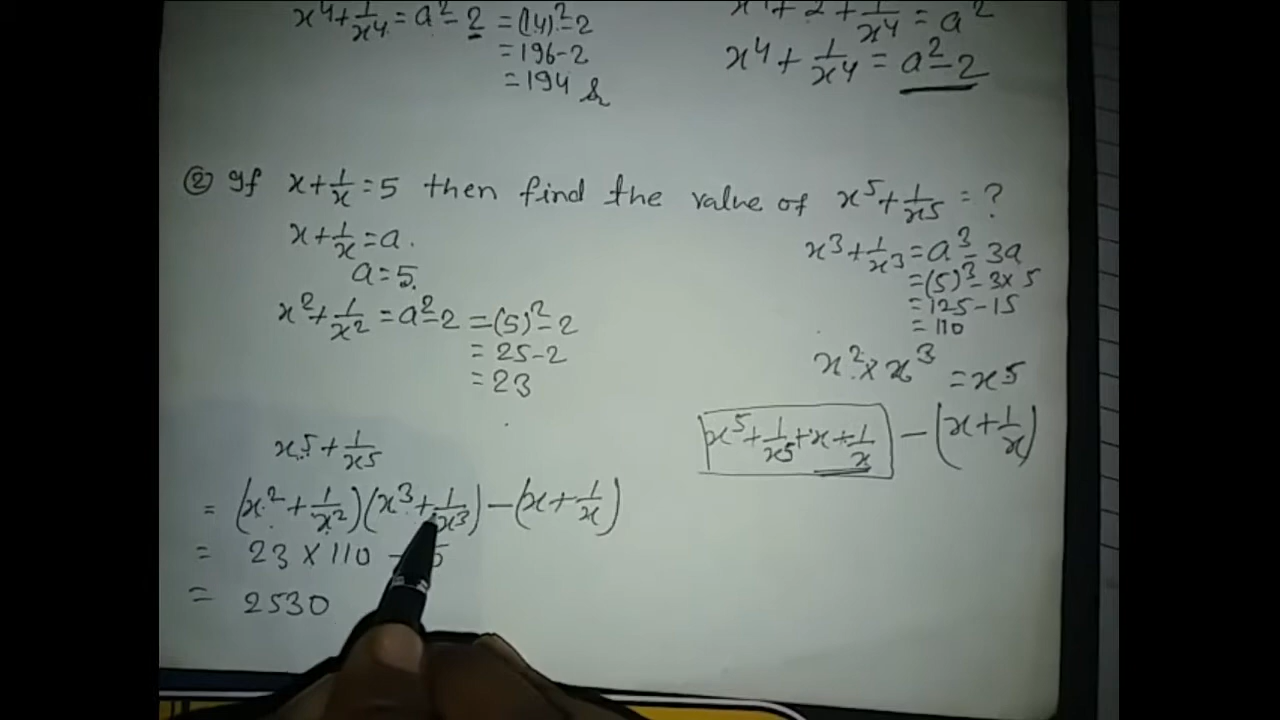 x⁴+1/x⁴ = a²-2 = (14)²-2
= 196-2
= 194
x⁴+2+1/x⁴ = a²
x⁴+1/x⁴ = a²-2
② If x+1/x=5 then find the value of x⁵+1/x⁵ = ?
x+1/x=a.
a=5.
x²+1/x² = a²-2 = (5)²-2
= 25-2
= 23
x³+1/x³ = a³-3a
= (5)³-3×5
= 125-15
= 110
x²×x³ = x⁵
x⁵+1/x⁵+x+1/x -(x+1/x)
x⁵+1/x⁵
= (x²+1/x²)(x³+1/x³)-(x+1/x)
= 23×110 - 5
= 2530